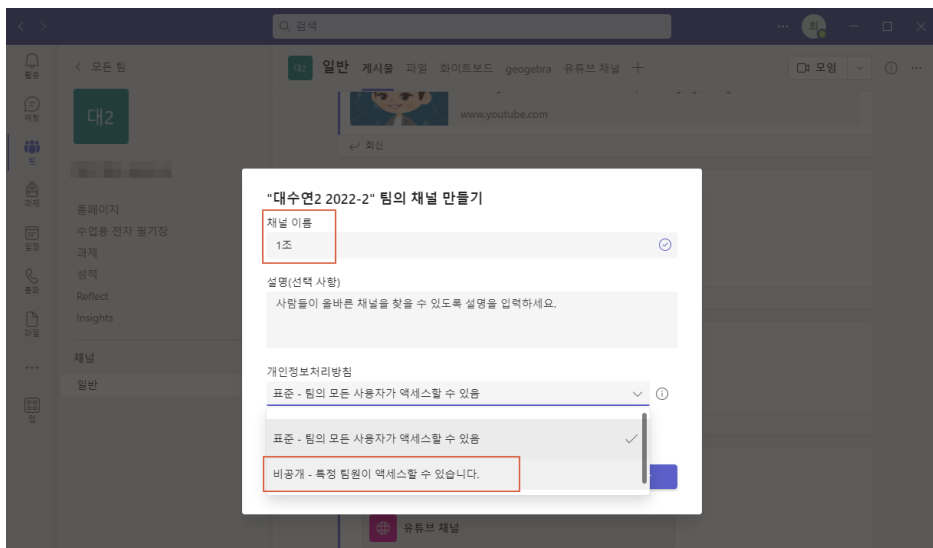 검색
최
활동
채팅
팀
과제
일정
통화
파일
앱
모든 팀
대2
홈페이지
수업용 전자 필기장
과제
성적
Reflect
Insights
채널
일반
대2 일반 게시물 파일 화이트보드 geogebra 유튜브 채널
모임
www.youtube.com
회신
"대수연2 2022-2" 팀의 채널 만들기
채널 이름
1조
설명(선택 사항)
사람들이 올바른 채널을 찾을 수 있도록 설명을 입력하세요.
개인정보처리방침
표준 - 팀의 모든 사용자가 액세스할 수 있음
표준 - 팀의 모든 사용자가 액세스할 수 있음
비공개 - 특정 팀원이 액세스할 수 있습니다.
유튜브 채널